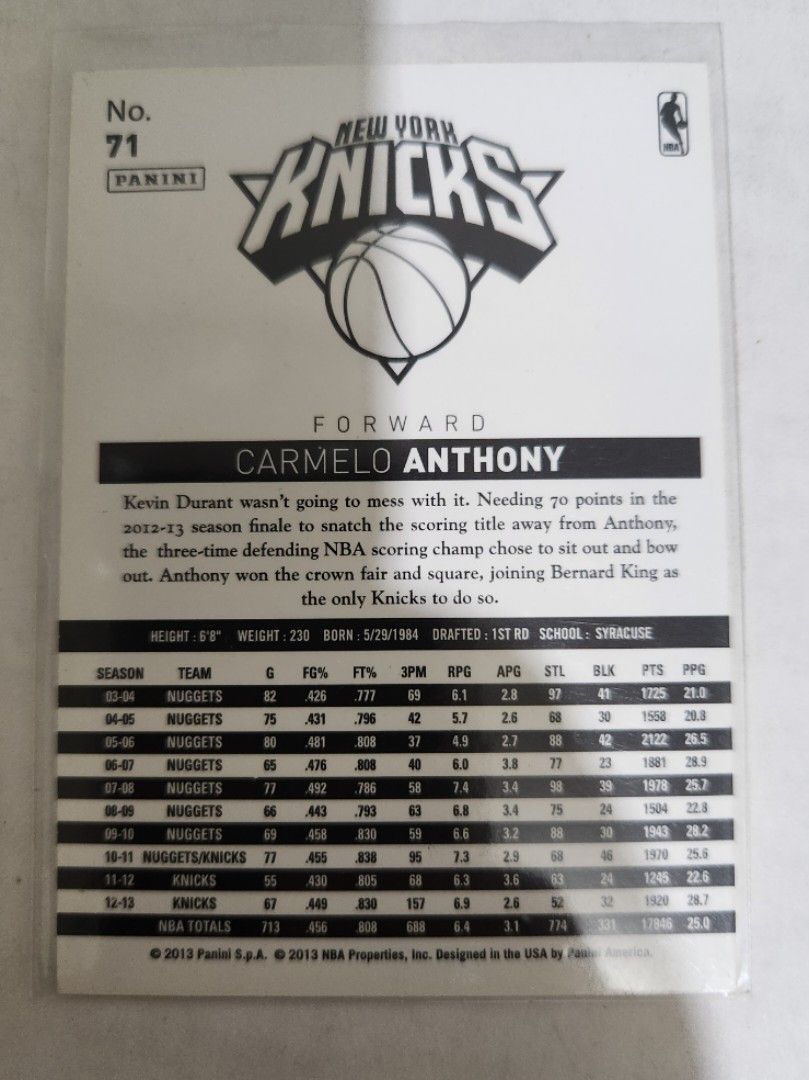 No.
71
PANINI
NEW YORK
KNICKS
NBA
FORWARD
CARMELO ANTHONY
Kevin Durant wasn't going to mess with it. Needing 70 points in the
2012-13 season finale to snatch the scoring title away from Anthony,
the three-time defending NBA scoring champ chose to sit out and bow
out. Anthony won the crown fair and square, joining Bernard King as
the only Knicks to do so.
HEIGHT : 6'8" WEIGHT : 230 BORN : 5/29/1984 DRAFTED : 1ST RD SCHOOL : SYRACUSE
SEASON TEAM G FG% FT% 3PM RPG APG STL BLK PTS PPG
03-04 NUGGETS 82 .426 .777 69 6.1 2.8 97 41 1725 21.0
04-05 NUGGETS 75 .431 .796 42 5.7 2.6 68 30 1558 20.8
05-06 NUGGETS 80 .481 .808 37 4.9 2.7 88 42 2122 26.5
06-07 NUGGETS 65 .476 .808 40 6.0 3.8 77 23 1881 28.9
07-08 NUGGETS 77 .492 .786 58 7.4 3.4 98 39 1978 25.7
08-09 NUGGETS 66 .443 .793 63 6.8 3.4 75 24 1504 22.8
09-10 NUGGETS 69 .458 .830 59 6.6 3.2 88 30 1943 28.2
10-11 NUGGETS/KNICKS 77 .455 .838 95 7.3 2.9 68 46 1970 25.6
11-12 KNICKS 55 .430 .805 68 6.3 3.6 63 24 1245 22.6
12-13 KNICKS 67 .449 .830 157 6.9 2.6 52 32 1920 28.7
NBA TOTALS 713 .456 .808 688 6.4 3.1 774 331 17846 25.0
© 2013 Panini S.p.A. © 2013 NBA Properties, Inc. Designed in the USA by Panini America.